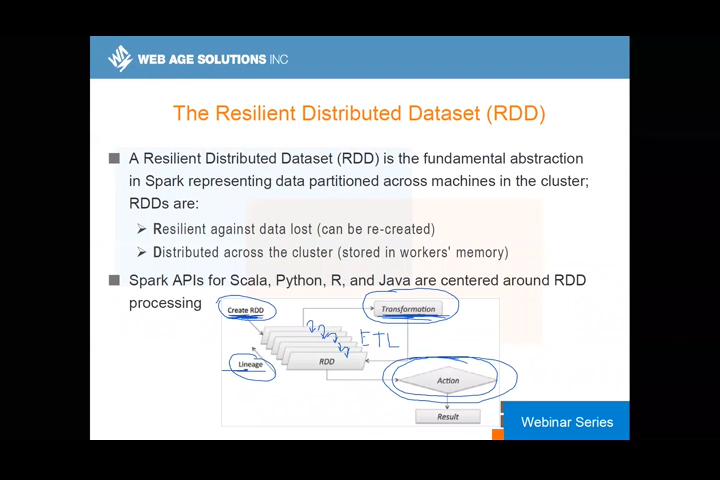 WEB AGE SOLUTIONS INC
The Resilient Distributed Dataset (RDD)
A Resilient Distributed Dataset (RDD) is the fundamental abstraction
in Spark representing data partitioned across machines in the cluster;
RDDs are:
Resilient against data lost (can be re-created)
Distributed across the cluster (stored in workers' memory)
Spark APIs for Scala, Python, R, and Java are centered around RDD
processing
Create RDD
Transformation
ETL
RDD
Lineage
Action
Result
Webinar Series